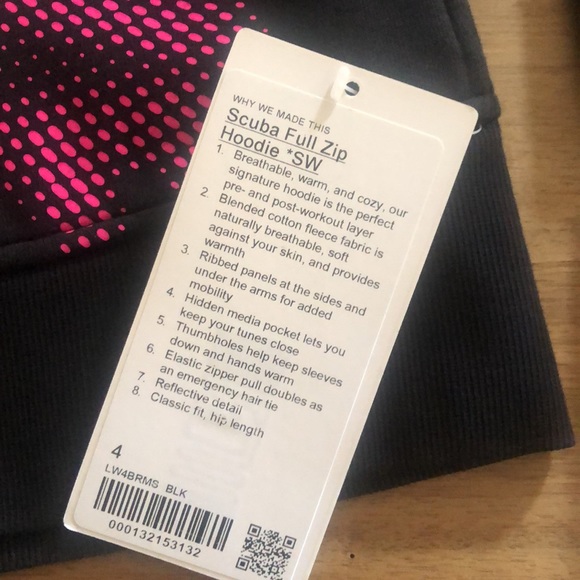 WHY WE MADE THIS
Scuba Full Zip
Hoodie *SW
1. Breathable, warm, and cozy, our
signature hoodie is the perfect
pre- and post-workout layer
2. Blended cotton fleece fabric is
naturally breathable, soft
against your skin, and provides
warmth
3. Ribbed panels at the sides and
under the arms for added
mobility
4. Hidden media pocket lets you
keep your tunes close
5. Thumbholes help keep sleeves
down and hands warm
6. Elastic zipper pull doubles as
an emergency hair tie
7. Reflective detail
8. Classic fit, hip length
4
LW4BRMS BLK
000132153132